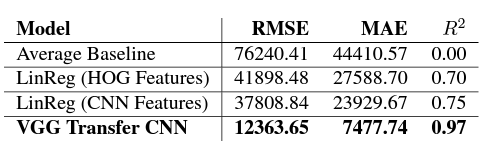 Model RMSE MAE R²
Average Baseline 76240.41 44410.57 0.00
LinReg (HOG Features) 41898.48 27588.70 0.70
LinReg (CNN Features) 37808.84 23929.67 0.75
VGG Transfer CNN 12363.65 7477.74 0.97